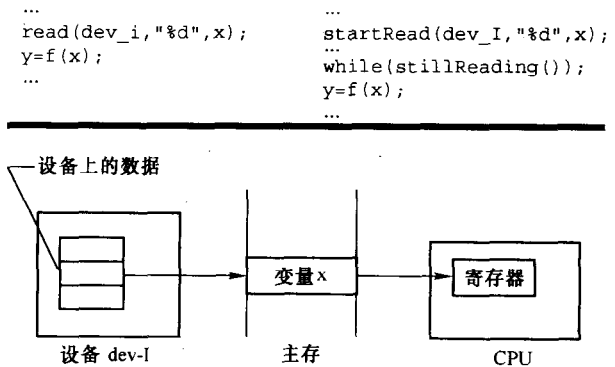 ...
read(dev_i,"%d",x);
y=f(x);
...
...
startRead(dev_I,"%d",x);
...
while(stillReading());
y=f(x);
...
设备上的数据
变量x
寄存器
设备 dev-I
主存
CPU